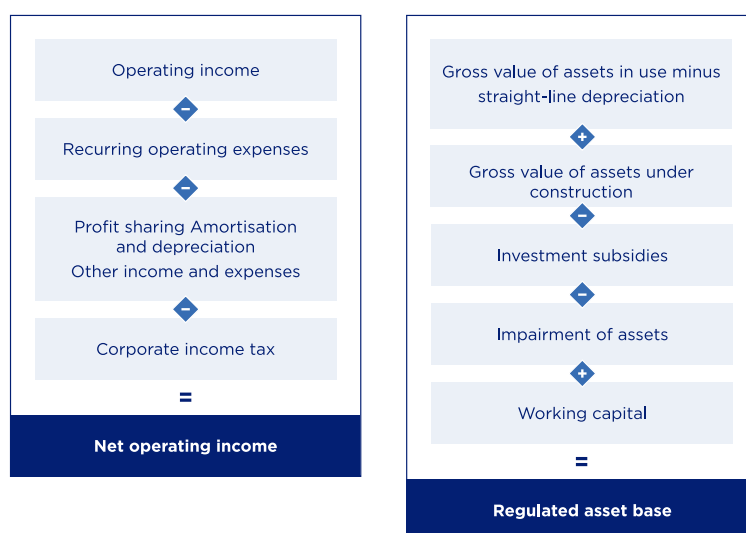 Operating income
-
Recurring operating expenses
-
Profit sharing Amortisation
and depreciation
Other income and expenses
-
Corporate income tax
=
Net operating income
Gross value of assets in use minus
straight-line depreciation
+
Gross value of assets under
construction
-
Investment subsidies
-
Impairment of assets
+
Working capital
=
Regulated asset base